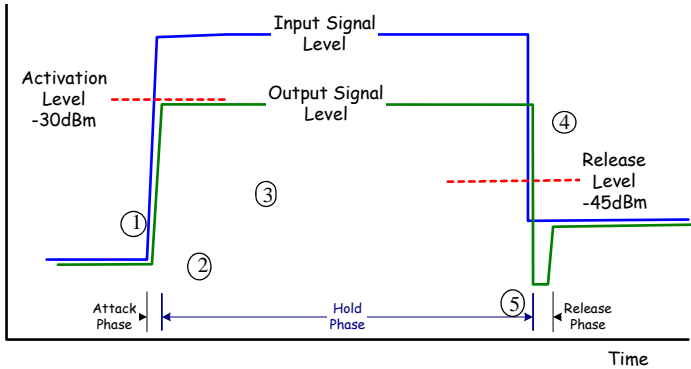 Input Signal
Level
Activation
Level
-30dBm
Output Signal
Level
4
Release
Level
-45dBm
3
1
2
5
Attack
Phase
Hold
Phase
Release
Phase
Time